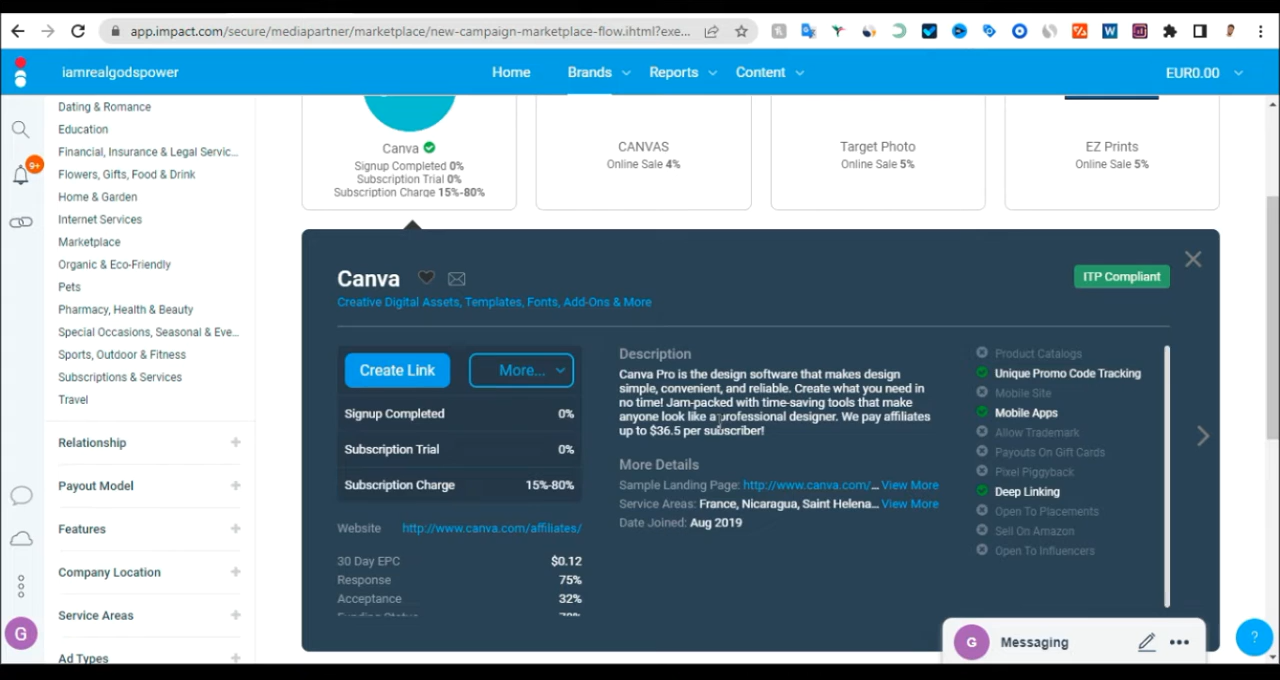 app.impact.com/secure/mediapartner/marketplace/new-campaign-marketplace-flow.ihtml?exe...
iamrealgodspower
Home
Brands
Reports
Content
EUR0.00
9+
Dating & Romance
Education
Financial, Insurance & Legal Servic...
Flowers, Gifts, Food & Drink
Home & Garden
Internet Services
Marketplace
Organic & Eco-Friendly
Pets
Pharmacy, Health & Beauty
Special Occasions, Seasonal & Eve...
Sports, Outdoor & Fitness
Subscriptions & Services
Travel
Relationship +
Payout Model +
Features +
Company Location +
Service Areas +
Ad Types +
G
Canva
Signup Completed 0%
Subscription Trial 0%
Subscription Charge 15%-80%
CANVAS
Online Sale 4%
Target Photo
Online Sale 5%
EZ Prints
Online Sale 5%
Canva
ITP Compliant
Creative Digital Assets, Templates, Fonts, Add-Ons & More
Create Link
More...
Signup Completed 0%
Subscription Trial 0%
Subscription Charge 15%-80%
Website http://www.canva.com/affiliates/
30 Day EPC $0.12
Response 75%
Acceptance 32%
Description
Canva Pro is the design software that makes design
simple, convenient, and reliable. Create what you need in
no time! Jam-packed with time-saving tools that make
anyone look like a professional designer. We pay affiliates
up to $36.5 per subscriber!
More Details
Sample Landing Page: http://www.canva.com/... View More
Service Areas: France, Nicaragua, Saint Helena... View More
Date Joined: Aug 2019
Product Catalogs
Unique Promo Code Tracking
Mobile Site
Mobile Apps
Allow Trademark
Payouts On Gift Cards
Pixel Piggyback
Deep Linking
Open To Placements
Sell On Amazon
Open To Influencers
G
Messaging
?